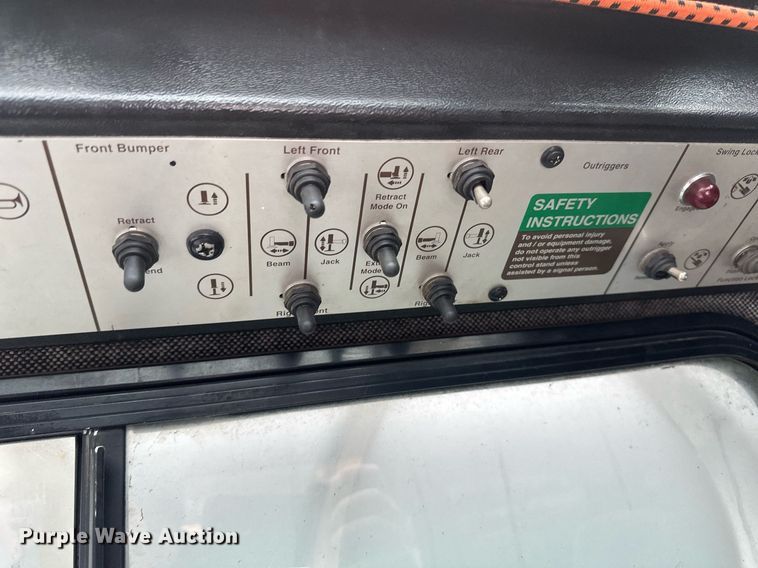 Front Bumper
Left Front
Left Rear
Outriggers
Swing Lock
Retract
Mode On
Retract
Beam
Jack
Beam
Jack
SAFETY
INSTRUCTIONS
To avoid personal injury
and / or equipment damage,
do not operate any outrigger
not visible from this
control stand unless
assisted by a signal person.
Purple Wave Auction